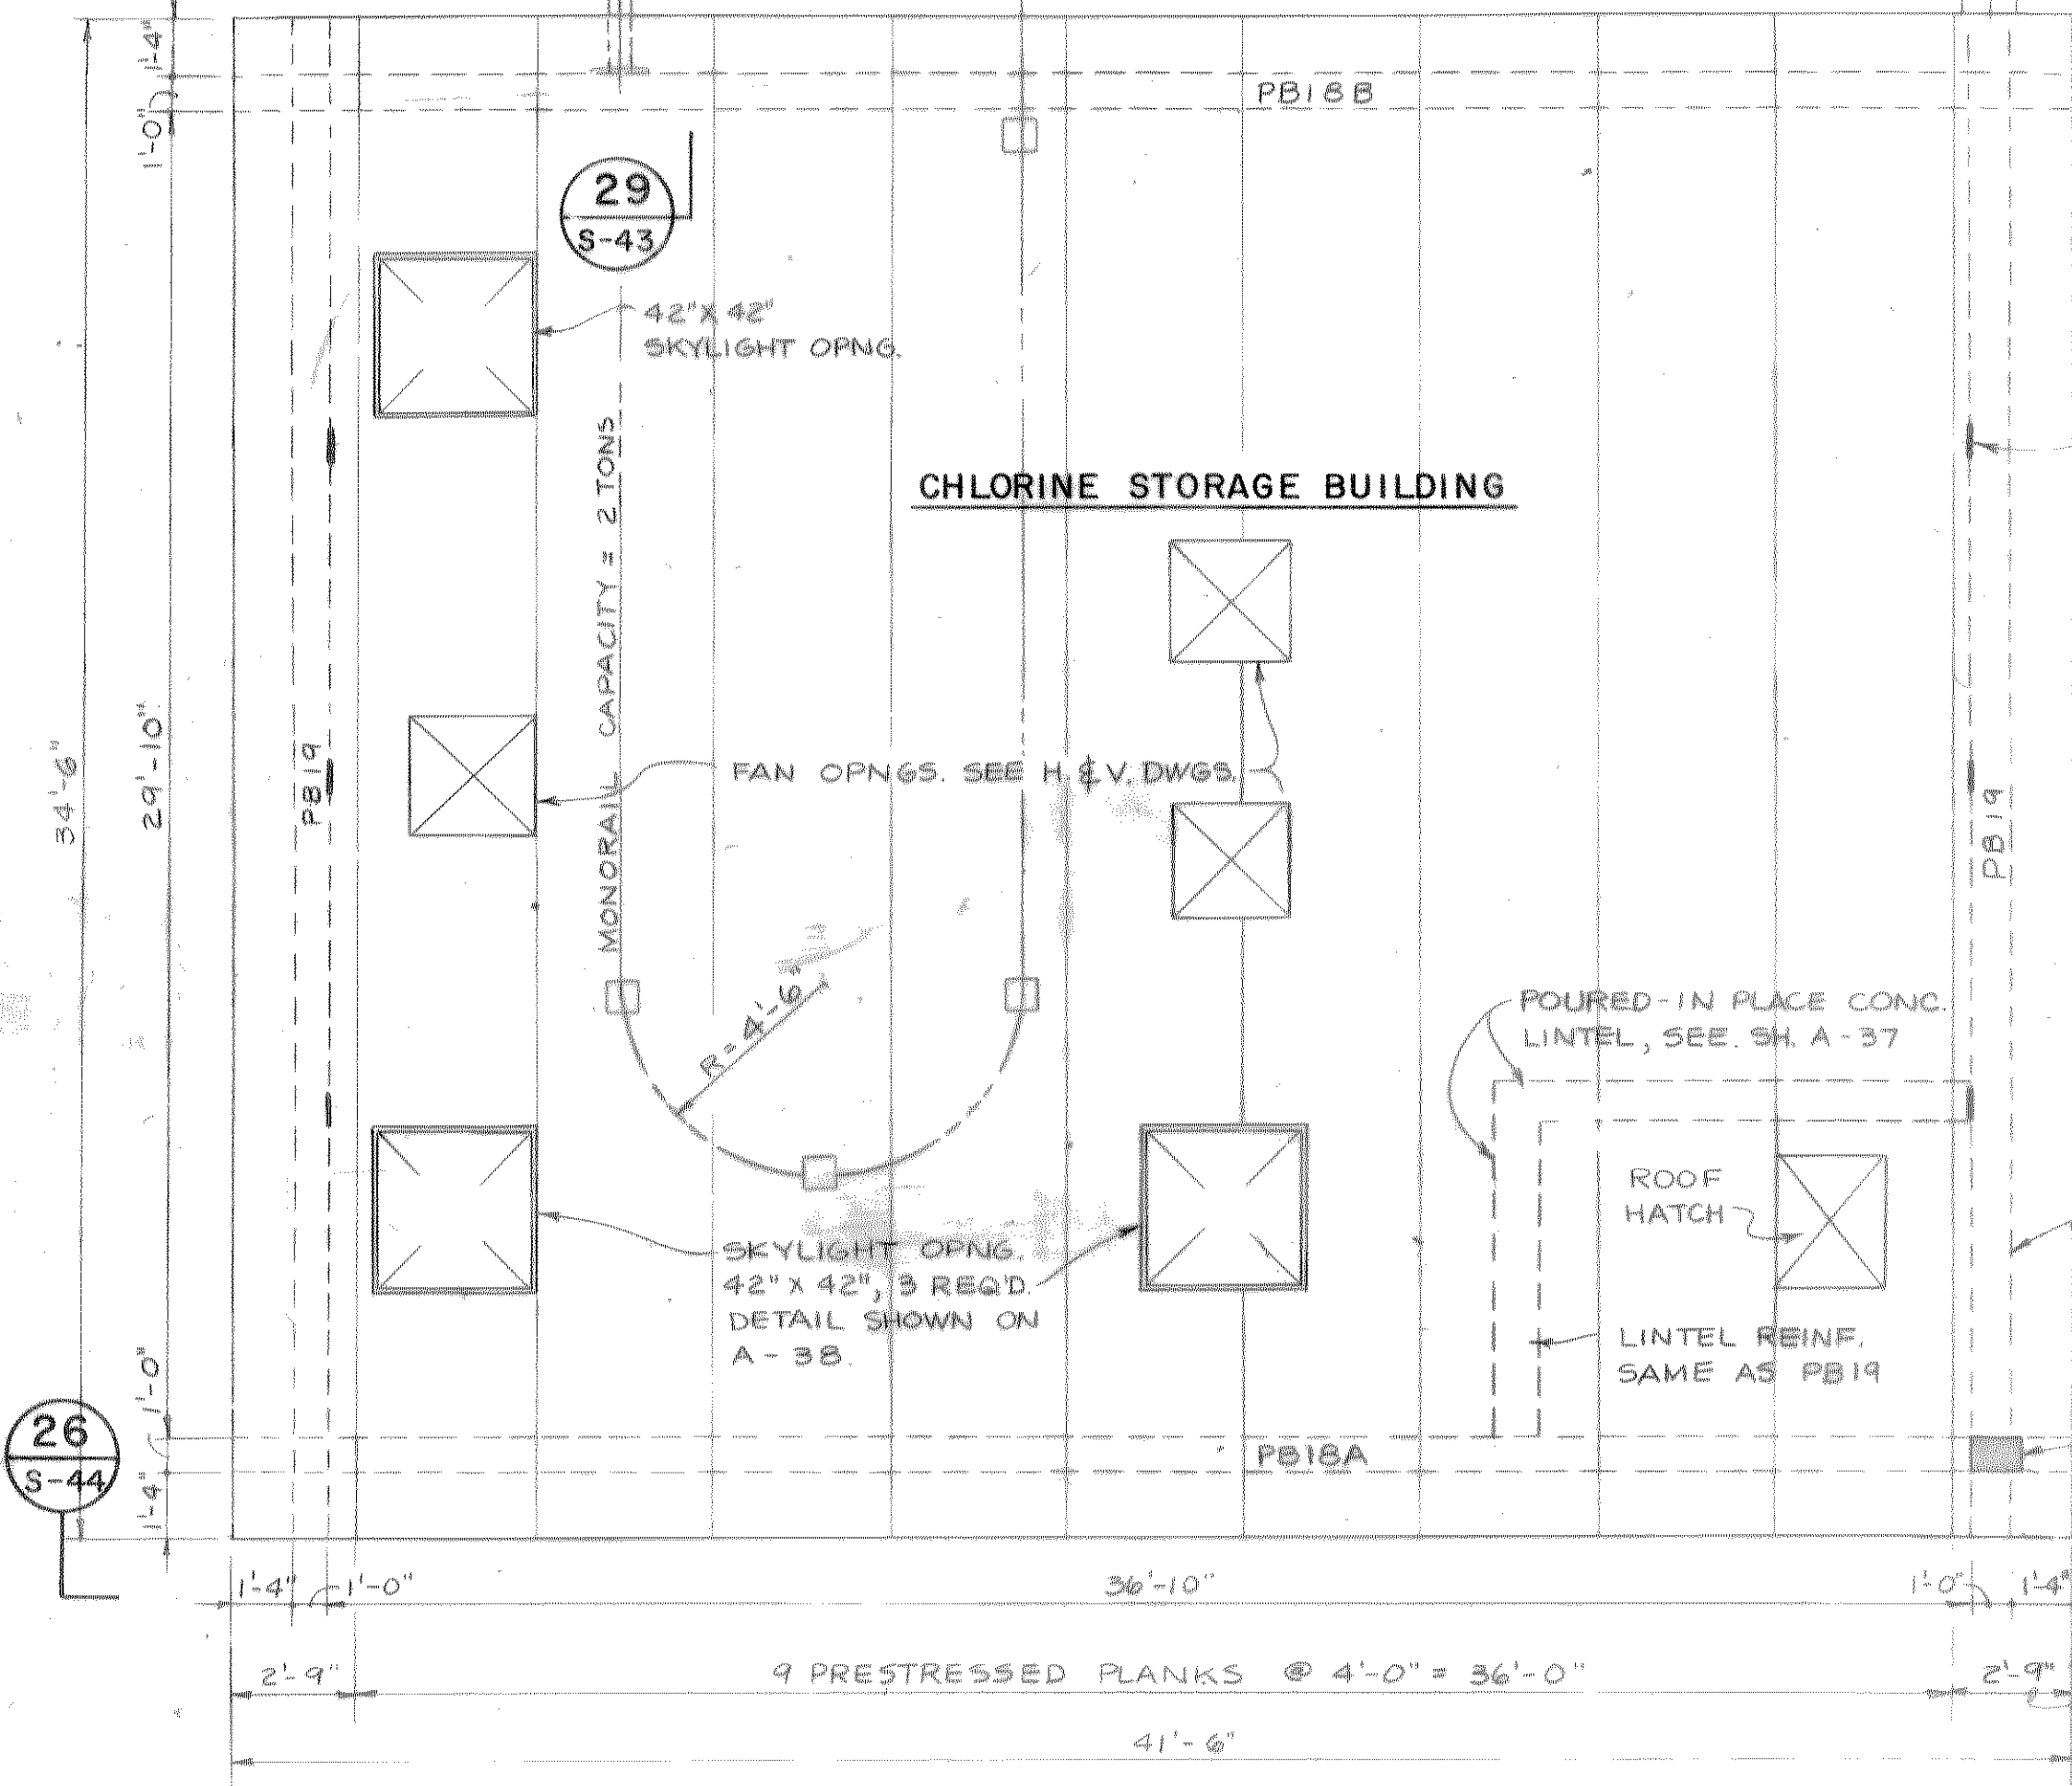 1'-4"
PB18B
1'-0"
29
S-43
42" X 42"
SKYLIGHT OPNG.
CHLORINE STORAGE BUILDING
MONORAIL CAPACITY = 2 TONS
34'-6"
29'-10"
PB19
FAN OPNGS. SEE H. & V. DWGS.
PB19
R = 4'-6"
POURED-IN PLACE CONC.
LINTEL, SEE. SH. A-37
ROOF
HATCH
SKYLIGHT OPNG.
42" X 42", 3 REQ'D.
DETAIL SHOWN ON
A-38.
LINTEL REINF.
SAME AS PB19
1'-0"
26
S-44
PB18A
1'-4"
1'-4"
1'-0"
36'-10"
1'-0"
1'-4"
2'-9"
9 PRESTRESSED PLANKS @ 4'-0" = 36'-0"
2'-9"
41'-6"